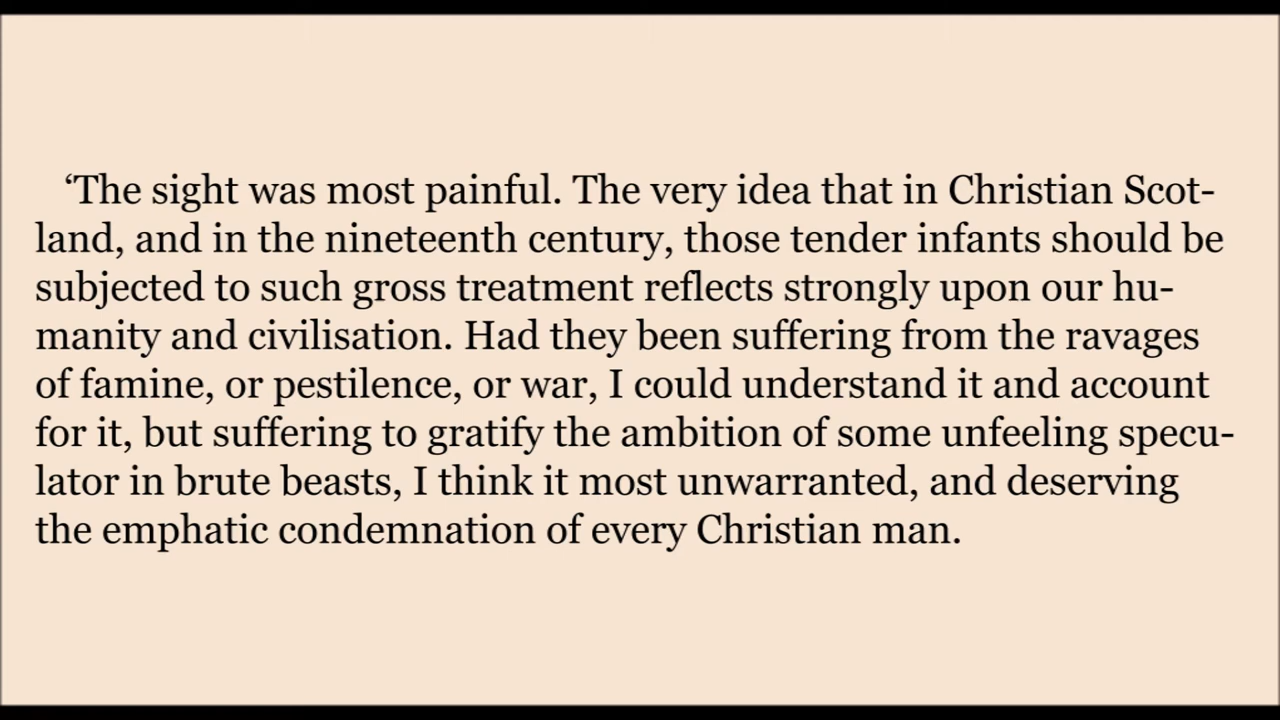 ‘The sight was most painful. The very idea that in Christian Scot-
land, and in the nineteenth century, those tender infants should be
subjected to such gross treatment reflects strongly upon our hu-
manity and civilisation. Had they been suffering from the ravages
of famine, or pestilence, or war, I could understand it and account
for it, but suffering to gratify the ambition of some unfeeling specu-
lator in brute beasts, I think it most unwarranted, and deserving
the emphatic condemnation of every Christian man.